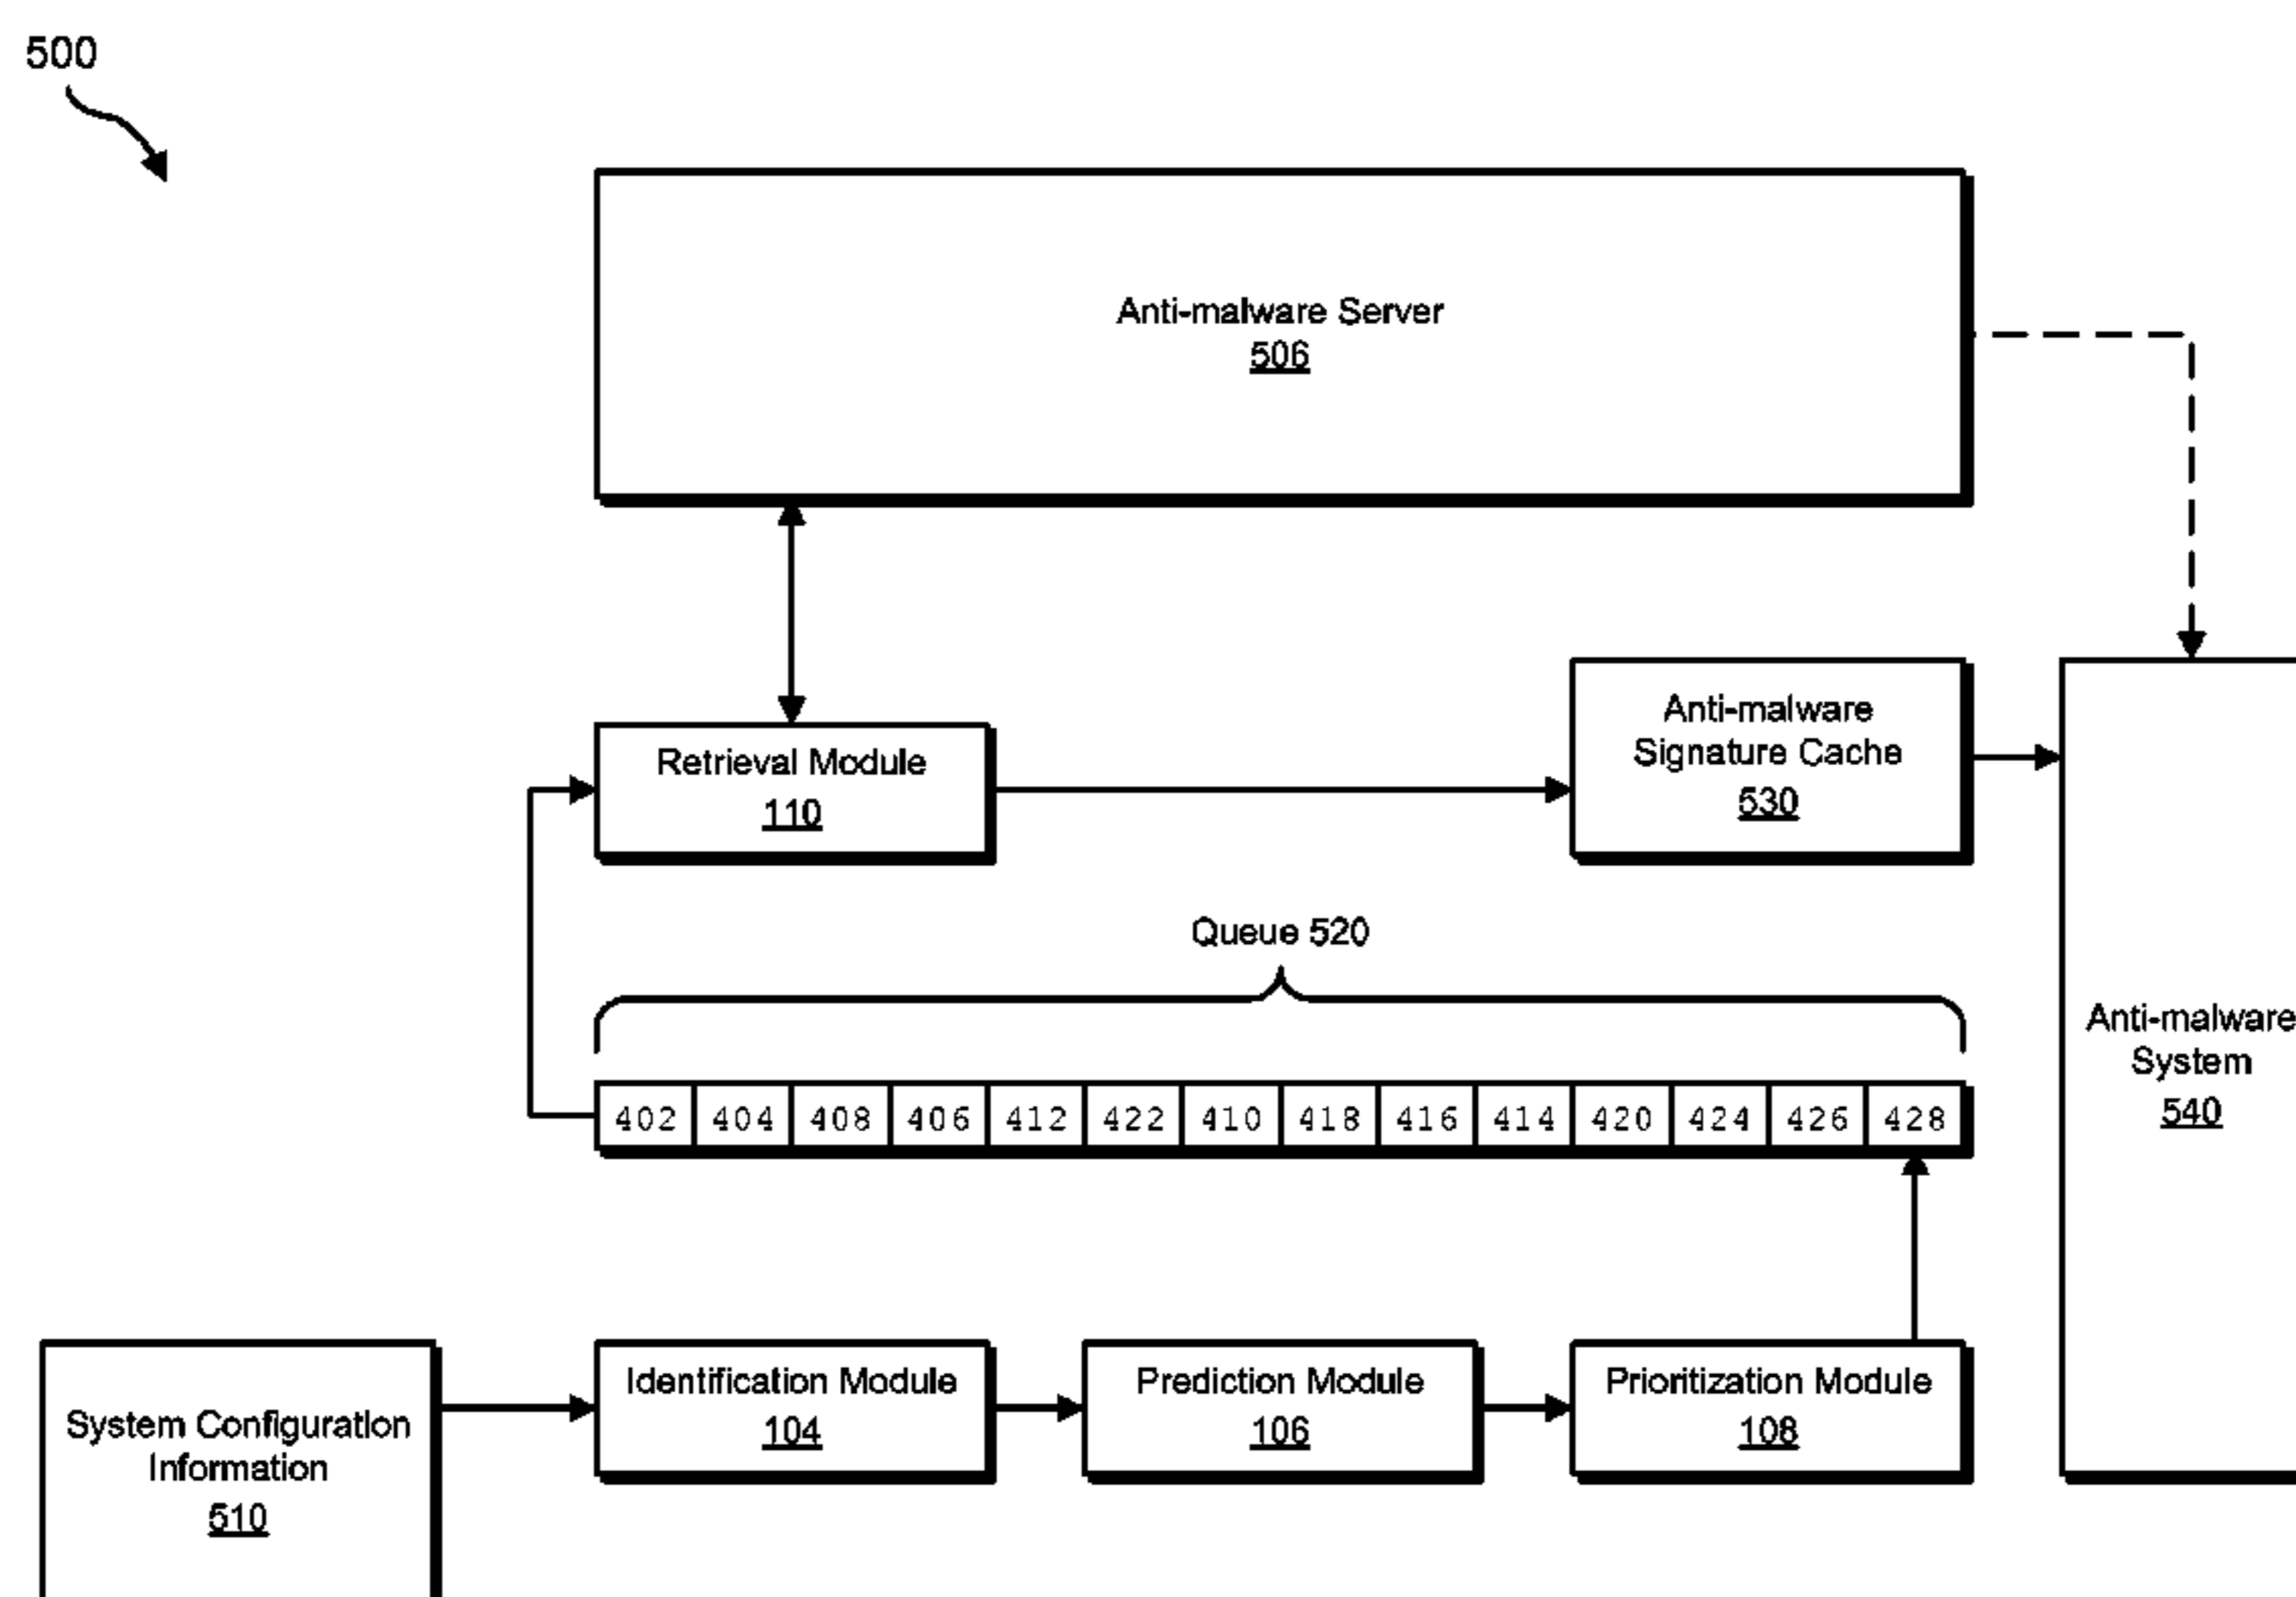 500
Anti-malware Server
506
Retrieval Module
110
Anti-malware
Signature Cache
530
Queue 520
402 404 408 406 412 422 410 418 416 414 420 424 426 428
Anti-malware
System
540
System Configuration
Information
510
Identification Module
104
Prediction Module
106
Prioritization Module
108